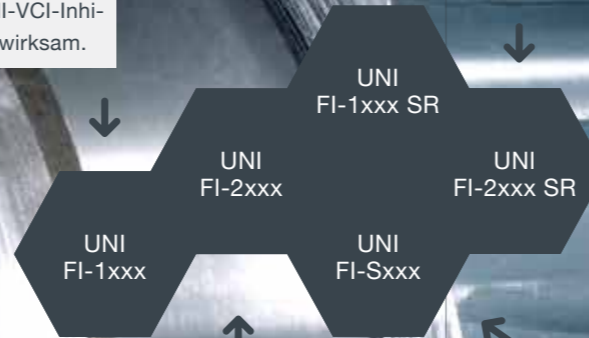 I-VCI-Inhi-
wirksam.
UNI
FI-1xxx SR
UNI
FI-2xxx
UNI
FI-2xxx SR
UNI
FI-1xxx
UNI
FI-Sxxx